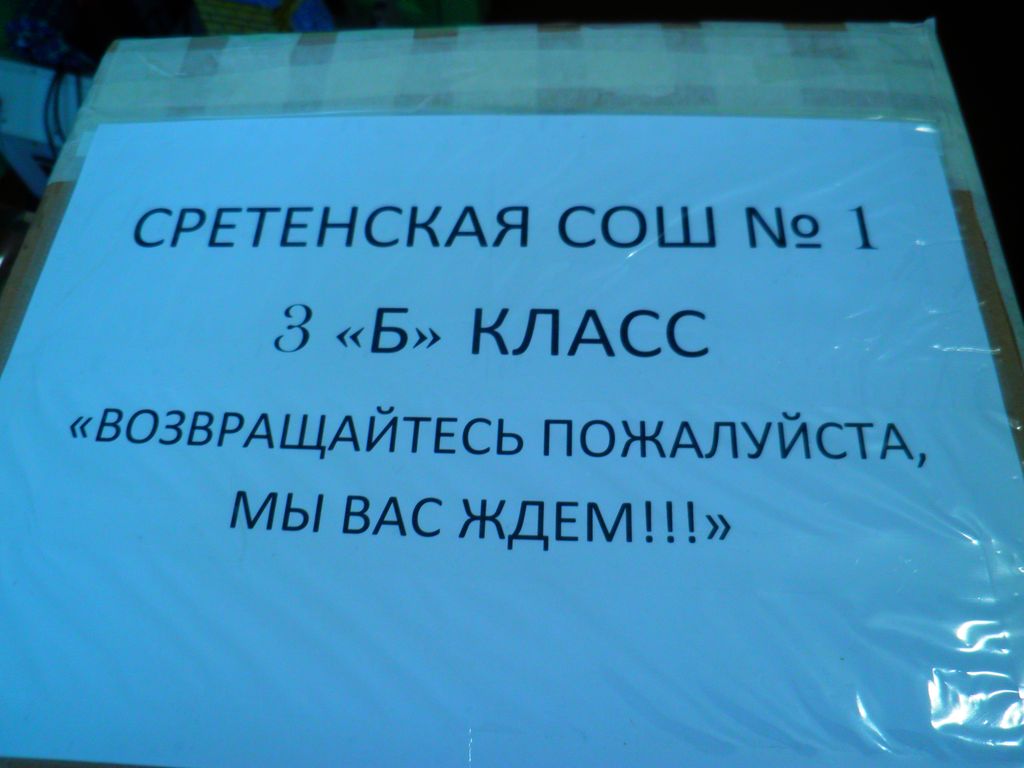 СРЕТЕНСКАЯ СОШ № 1
3 «Б» КЛАСС
«ВОЗВРАЩАЙТЕСЬ ПОЖАЛУЙСТА,
МЫ ВАС ЖДЕМ!!!»